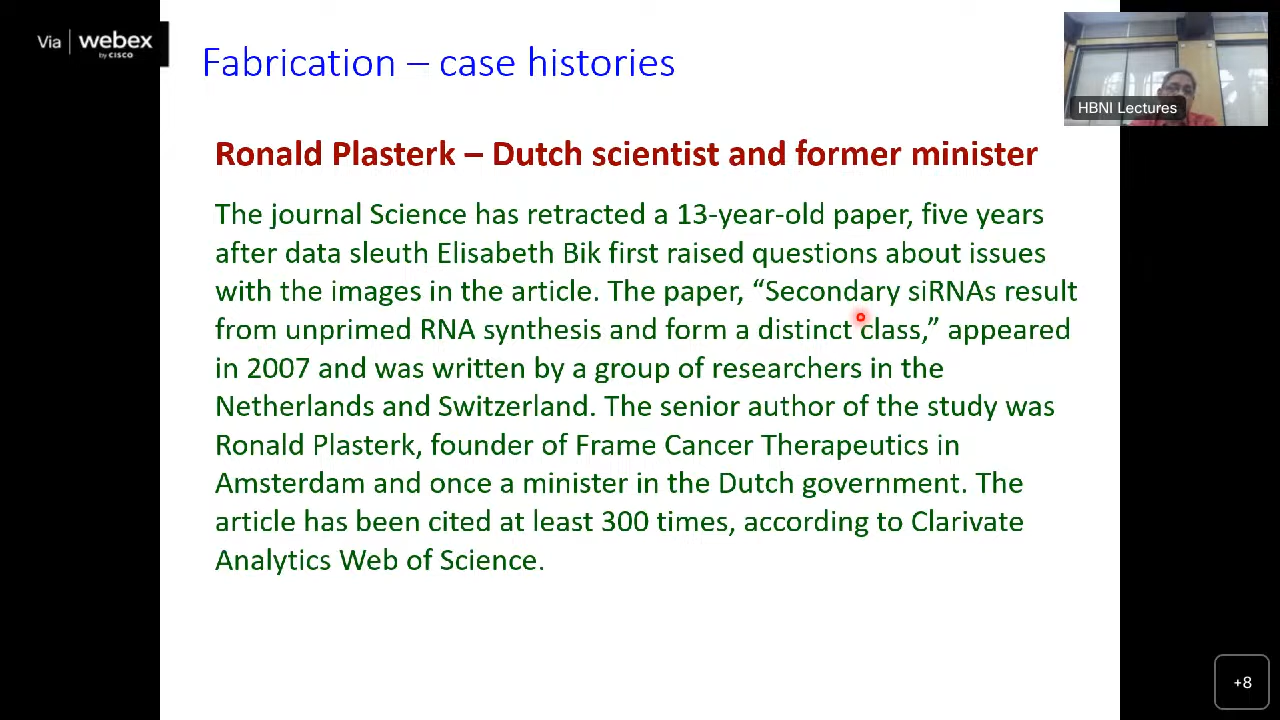 Via webex
by CISCO
Fabrication – case histories
HBNI Lectures
Ronald Plasterk – Dutch scientist and former minister
The journal Science has retracted a 13-year-old paper, five years
after data sleuth Elisabeth Bik first raised questions about issues
with the images in the article. The paper, “Secondary siRNAs result
from unprimed RNA synthesis and form a distinct class,” appeared
in 2007 and was written by a group of researchers in the
Netherlands and Switzerland. The senior author of the study was
Ronald Plasterk, founder of Frame Cancer Therapeutics in
Amsterdam and once a minister in the Dutch government. The
article has been cited at least 300 times, according to Clarivate
Analytics Web of Science.
+8